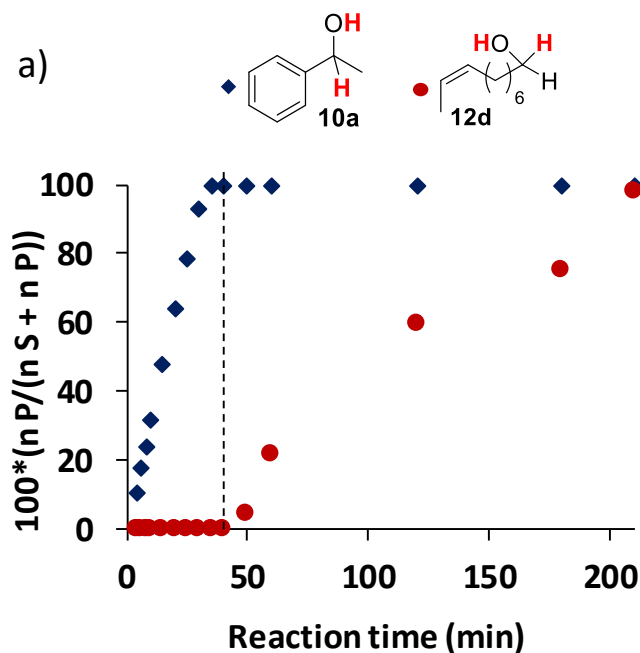 a)
OH
H
10a
HO H
H
6
12d
100*(n P/(n S + n P))
100
80
60
40
20
0
0 50 100 150 200
Reaction time (min)